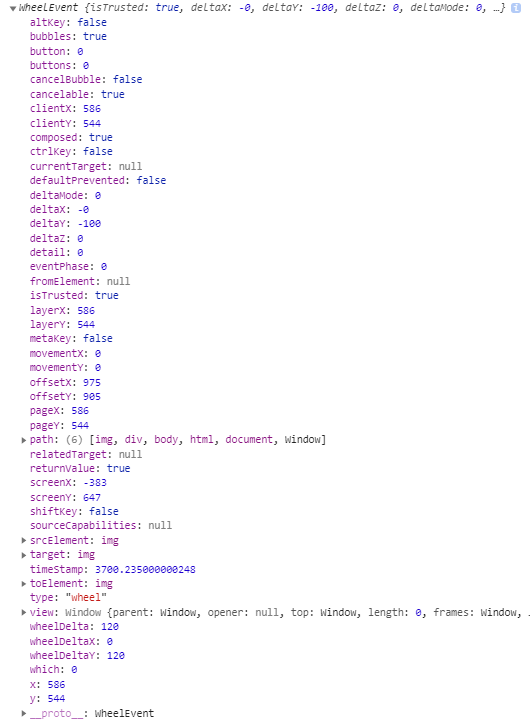 WheelEvent {isTrusted: true, deltaX: -0, deltaY: -100, deltaZ: 0, deltaMode: 0, …} i
altKey: false
bubbles: true
button: 0
buttons: 0
cancelBubble: false
cancelable: true
clientX: 586
clientY: 544
composed: true
ctrlKey: false
currentTarget: null
defaultPrevented: false
deltaMode: 0
deltaX: -0
deltaY: -100
deltaZ: 0
detail: 0
eventPhase: 0
fromElement: null
isTrusted: true
layerX: 586
layerY: 544
metaKey: false
movementX: 0
movementY: 0
offsetX: 975
offsetY: 905
pageX: 586
pageY: 544
path: (6) [img, div, body, html, document, Window]
relatedTarget: null
returnValue: true
screenX: -383
screenY: 647
shiftKey: false
sourceCapabilities: null
srcElement: img
target: img
timeStamp: 3700.235000000248
toElement: img
type: "wheel"
view: Window {parent: Window, opener: null, top: Window, length: 0, frames: Window, 
wheelDelta: 120
wheelDeltaX: 0
wheelDeltaY: 120
which: 0
x: 586
y: 544
__proto__: WheelEvent